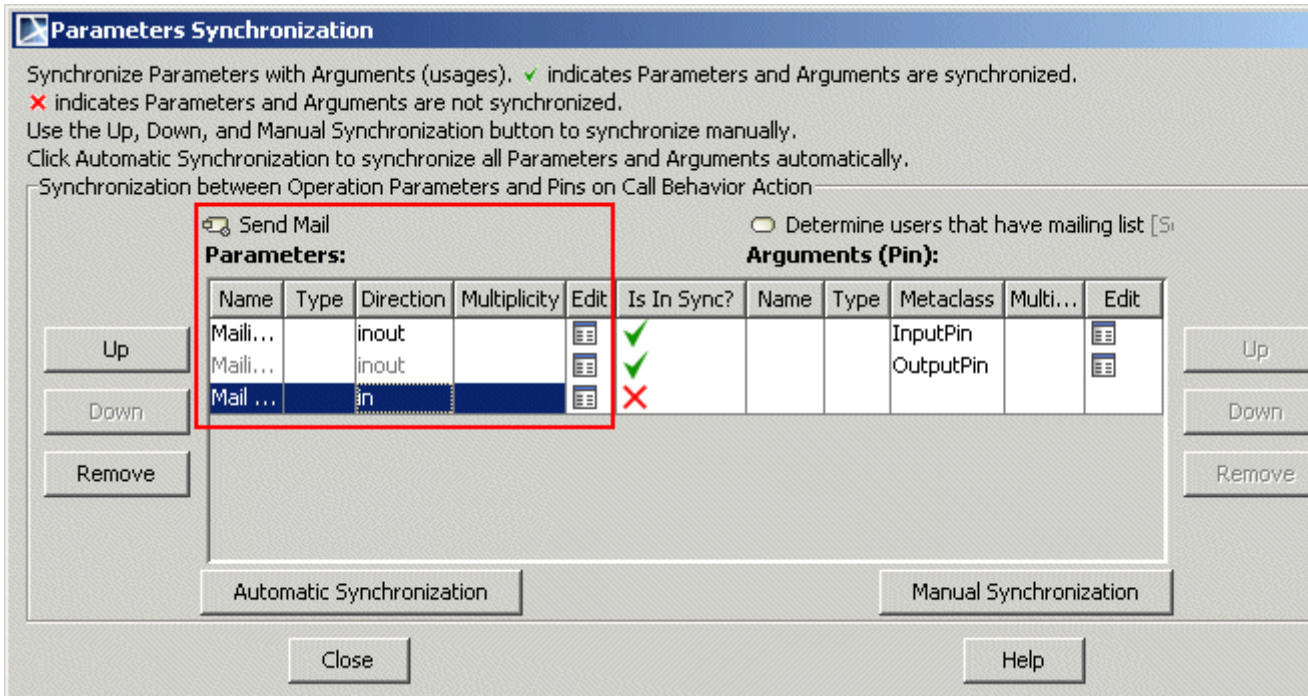 Parameters Synchronization
Synchronize Parameters with Arguments (usages). ✓ indicates Parameters and Arguments are synchronized.
✗ indicates Parameters and Arguments are not synchronized.
Use the Up, Down, and Manual Synchronization button to synchronize manually.
Click Automatic Synchronization to synchronize all Parameters and Arguments automatically.
Synchronization between Operation Parameters and Pins on Call Behavior Action
Send Mail Determine users that have mailing list
Parameters: Arguments (Pin):
Name Type Direction Multiplicity Edit Is In Sync? Name Type Metaclass Multi... Edit
Maili... inout ✓ InputPin
Maili... inout ✓ OutputPin
Mail ... in ✗
Up Up
Down Down
Remove Remove
Automatic Synchronization Manual Synchronization
Close Help